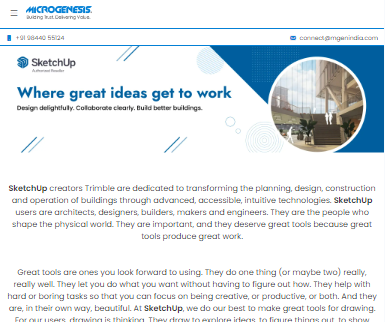 MICROGENESIS
Building Trust. Delivering Value.
+91 98440 55124
connect@mgenindia.com
SketchUp
Authorized Reseller
Where great ideas get to work
Design delightfully. Collaborate clearly. Build better buildings.
SketchUp creators Trimble are dedicated to transforming the planning, design, construction
and operation of buildings through advanced, accessible, intuitive technologies. SketchUp
users are architects, designers, builders, makers and engineers. They are the people who
shape the physical world. They are important, and they deserve great tools because great
tools produce great work.
Great tools are ones you look forward to using. They do one thing (or maybe two) really,
really well. They let you do what you want without having to figure out how. They help with
hard or boring tasks so that you can focus on being creative, or productive, or both. And they
are, in their own way, beautiful. At SketchUp, we do our best to make great tools for drawing.
For our users, drawing is thinking. They draw to explore ideas, to figure things out, to show